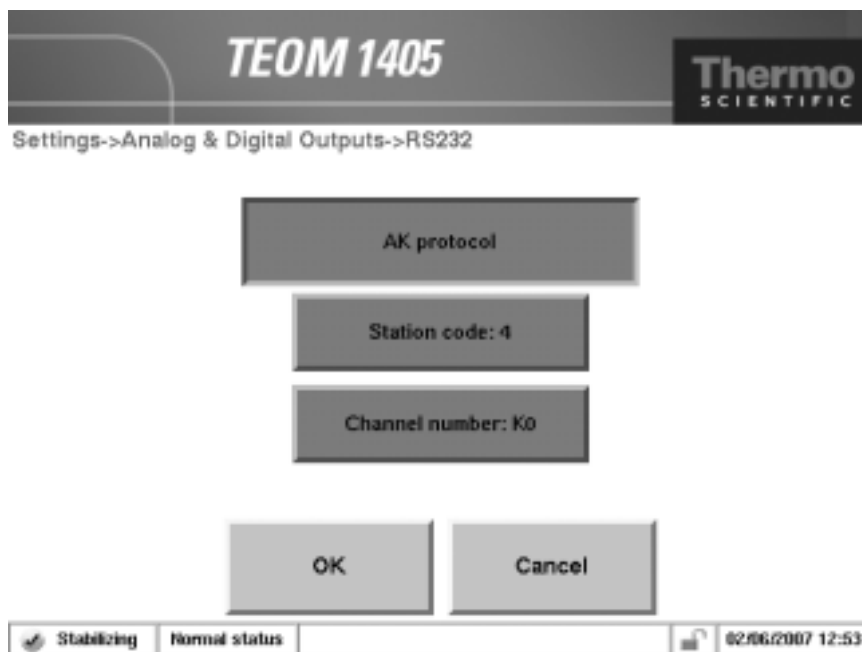 TEOM 1405
Thermo
SCIENTIFIC
Settings->Analog & Digital Outputs->RS232
AK protocol
Station code: 4
Channel number: K0
OK
Cancel
Stabilizing
Normal status
02/06/2007 12:53